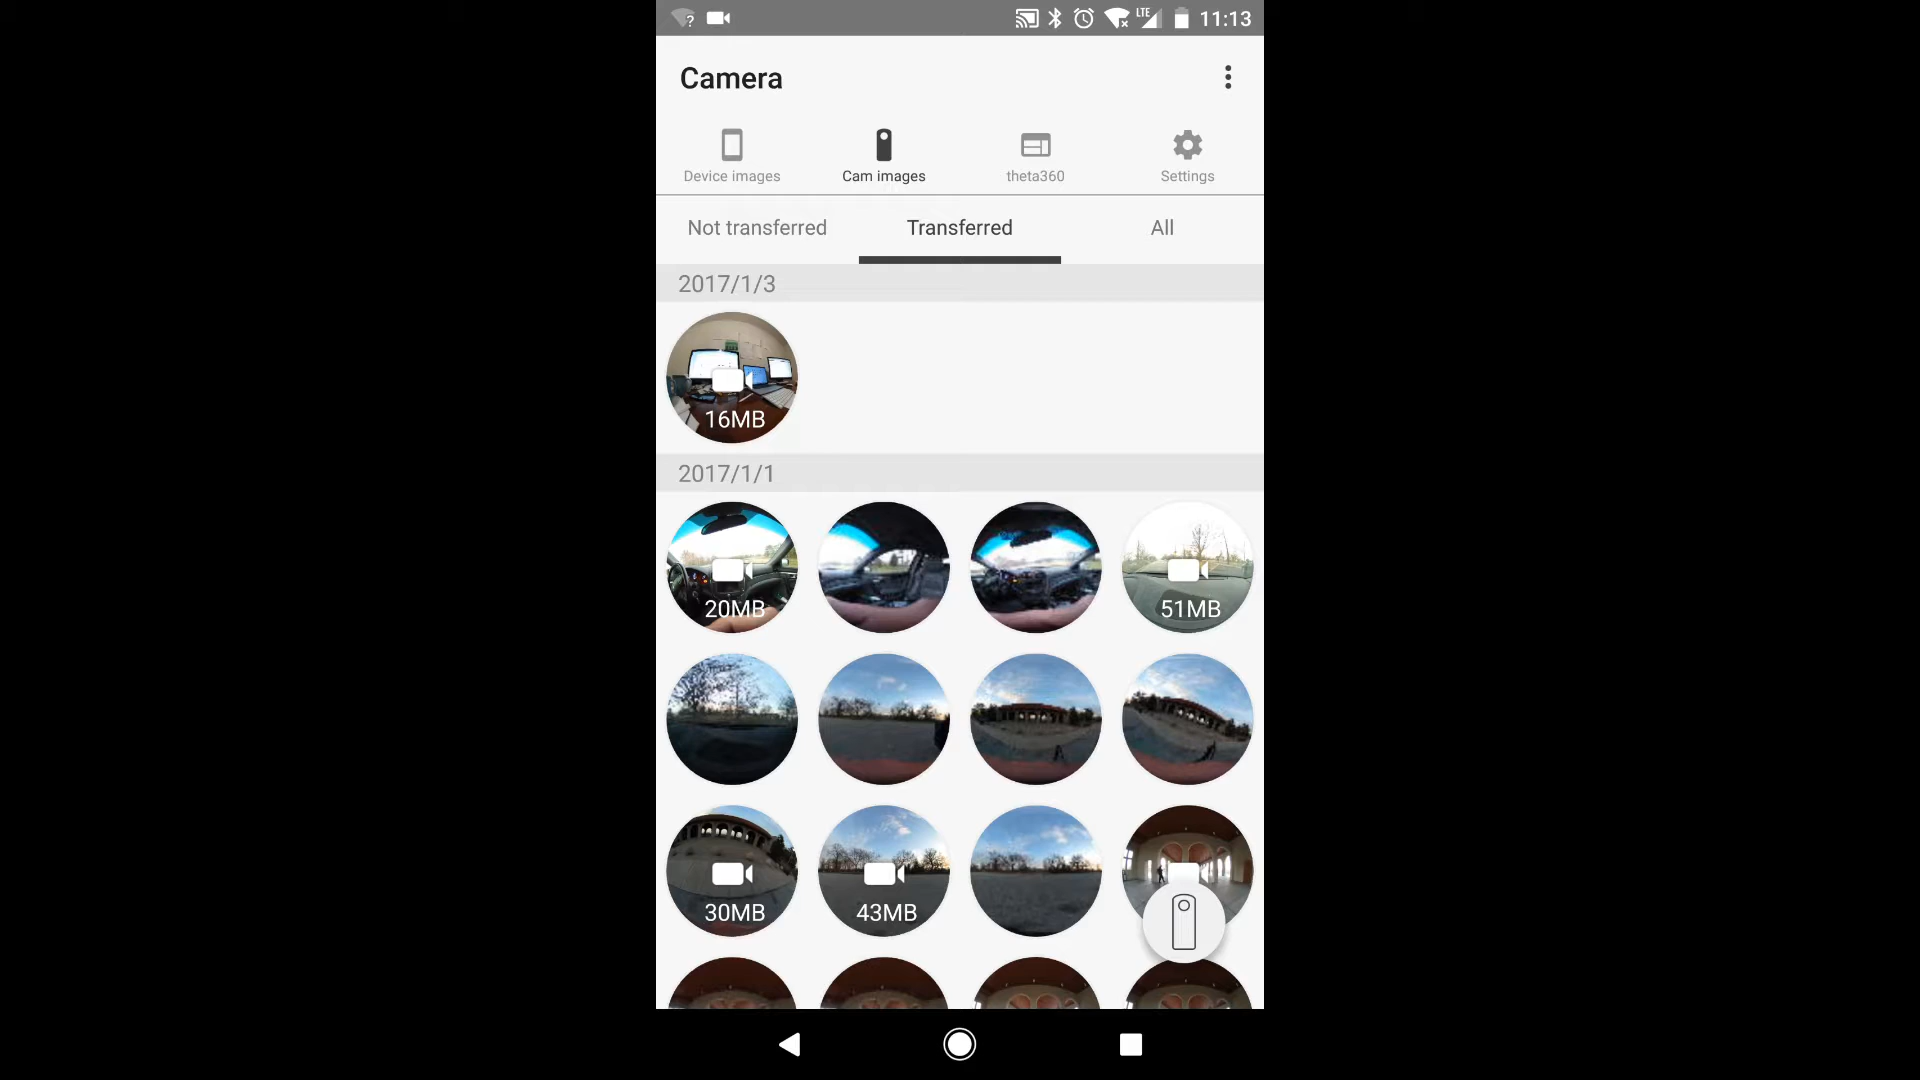 LTE 11:13
Camera
Device images Cam images theta360 Settings
Not transferred Transferred All
2017/1/3
16MB
2017/1/1
20MB 51MB
30MB 43MB